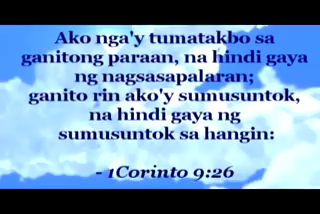 Ako nga'y tumatakbo sa
ganitong paraan, na hindi gaya
ng nagsasapalaran;
ganito rin ako'y sumusuntok,
na hindi gaya ng
sumusuntok sa hangin:
- 1Corinto 9:26